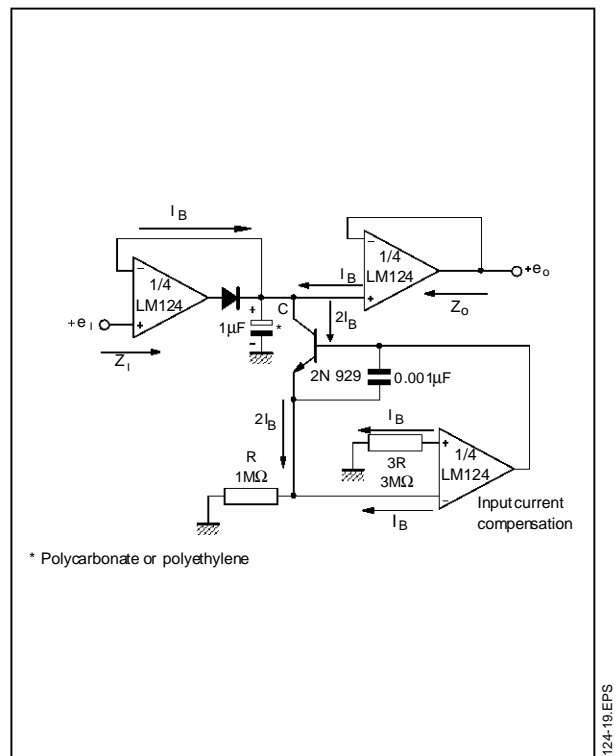 I B
1/4
LM124
+e I
Z I
1µF
+
*
-
C
I B
2I B
1/4
LM124
+e o
Z o
2N 929
0.001µF
2I B
R
1MΩ
I B
3R
3MΩ
1/4
LM124
I B
Input current
compensation
* Polycarbonate or polyethylene
124-19.EPS